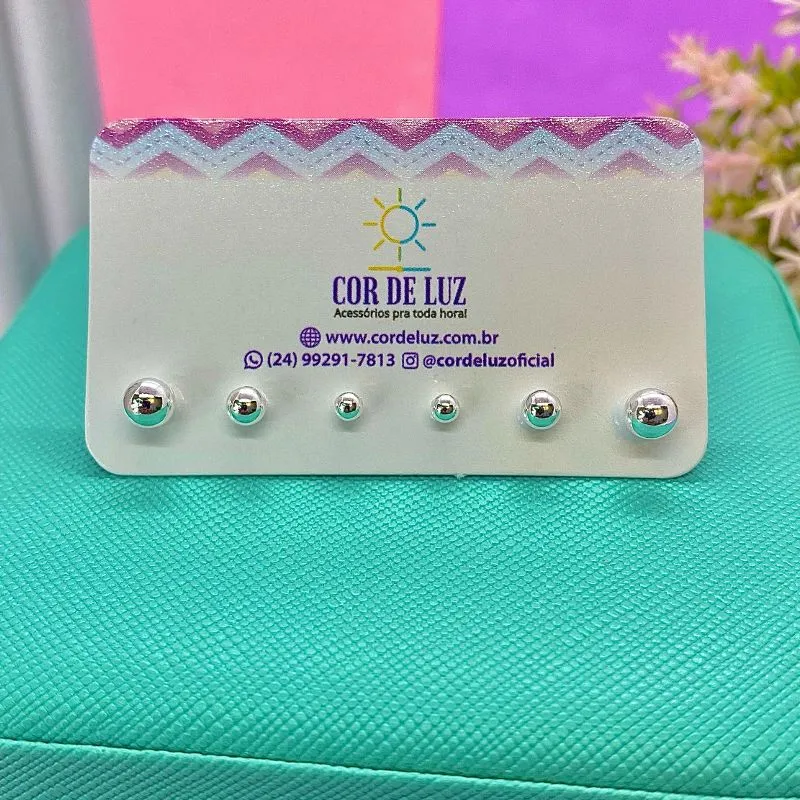 COR DE LUZ
Acessórios pra toda hora!
www.cordeluz.com.br
(24) 99291-7813 @cordeluzoficial